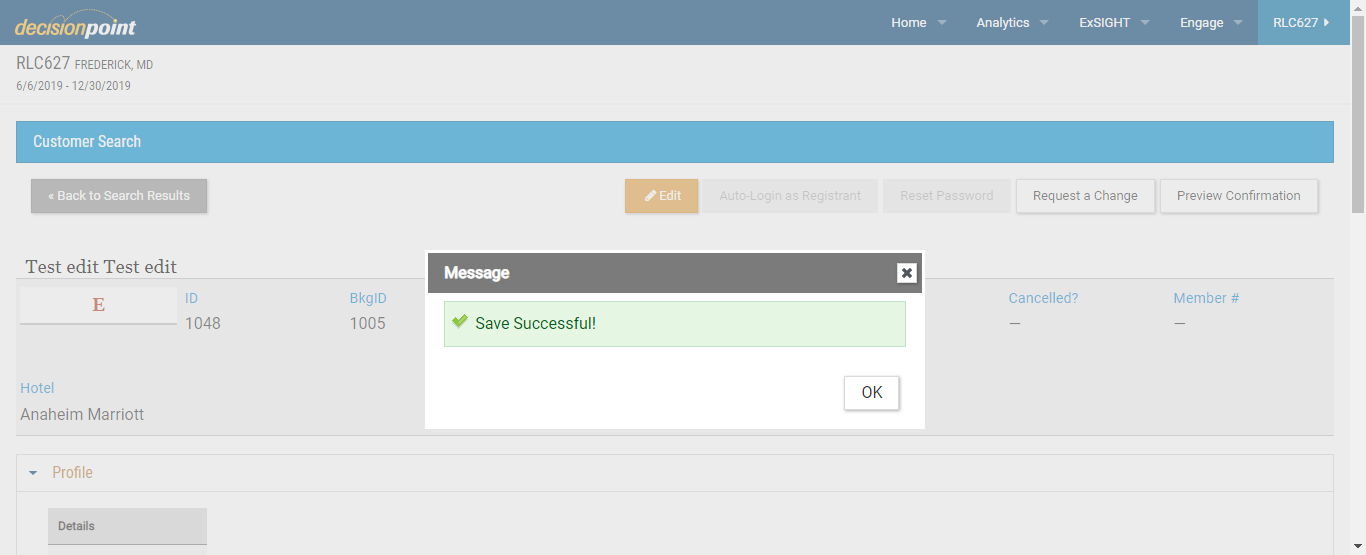 decisionpoint
Home
Analytics
ExSIGHT
Engage
RLC627
RLC627 FREDERICK, MD
6/6/2019 - 12/30/2019
Customer Search
« Back to Search Results
Edit
Auto-Login as Registrant
Reset Password
Request a Change
Preview Confirmation
Test edit Test edit
E
ID
1048
BkgID
1005
Cancelled?
—
Member #
—
Hotel
Anaheim Marriott
Message
Save Successful!
OK
Profile
Details